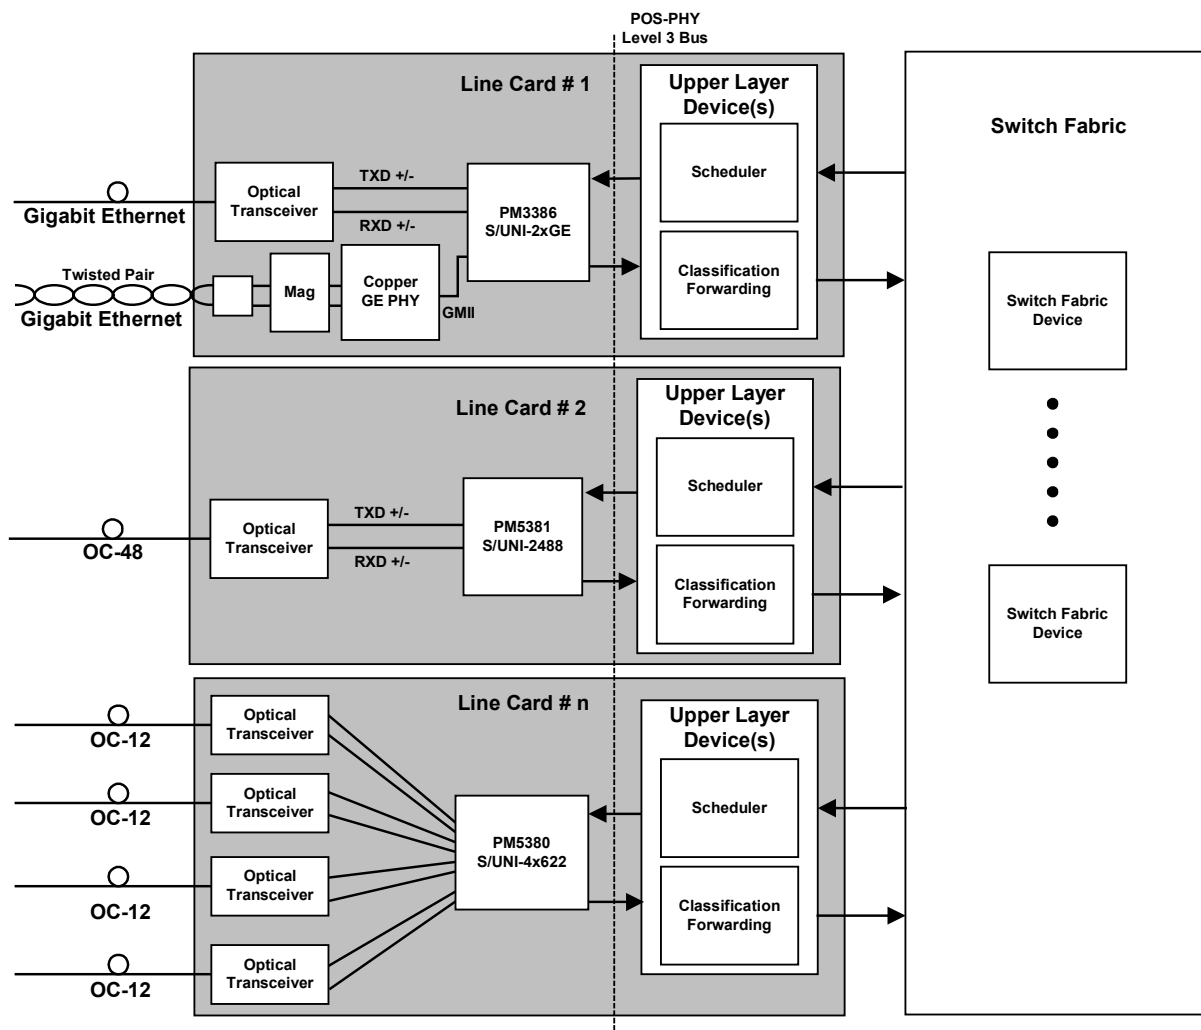 POS-PHY
Level 3 Bus
Line Card # 1
Upper Layer
Device(s)
Switch Fabric
Scheduler
Optical
Transceiver
TXD +/-
RXD +/-
PM3386
S/UNI-2xGE
Gigabit Ethernet
Classification
Forwarding
Twisted Pair
Gigabit Ethernet
Mag
Copper
GE PHY
GMII
Switch Fabric
Device
Line Card # 2
Upper Layer
Device(s)
Scheduler
Optical
Transceiver
TXD +/-
RXD +/-
PM5381
S/UNI-2488
OC-48
Classification
Forwarding
Switch Fabric
Device
Line Card # n
Upper Layer
Device(s)
Optical
Transceiver
OC-12
Optical
Transceiver
OC-12
Scheduler
PM5380
S/UNI-4x622
Optical
Transceiver
OC-12
Classification
Forwarding
Optical
Transceiver
OC-12